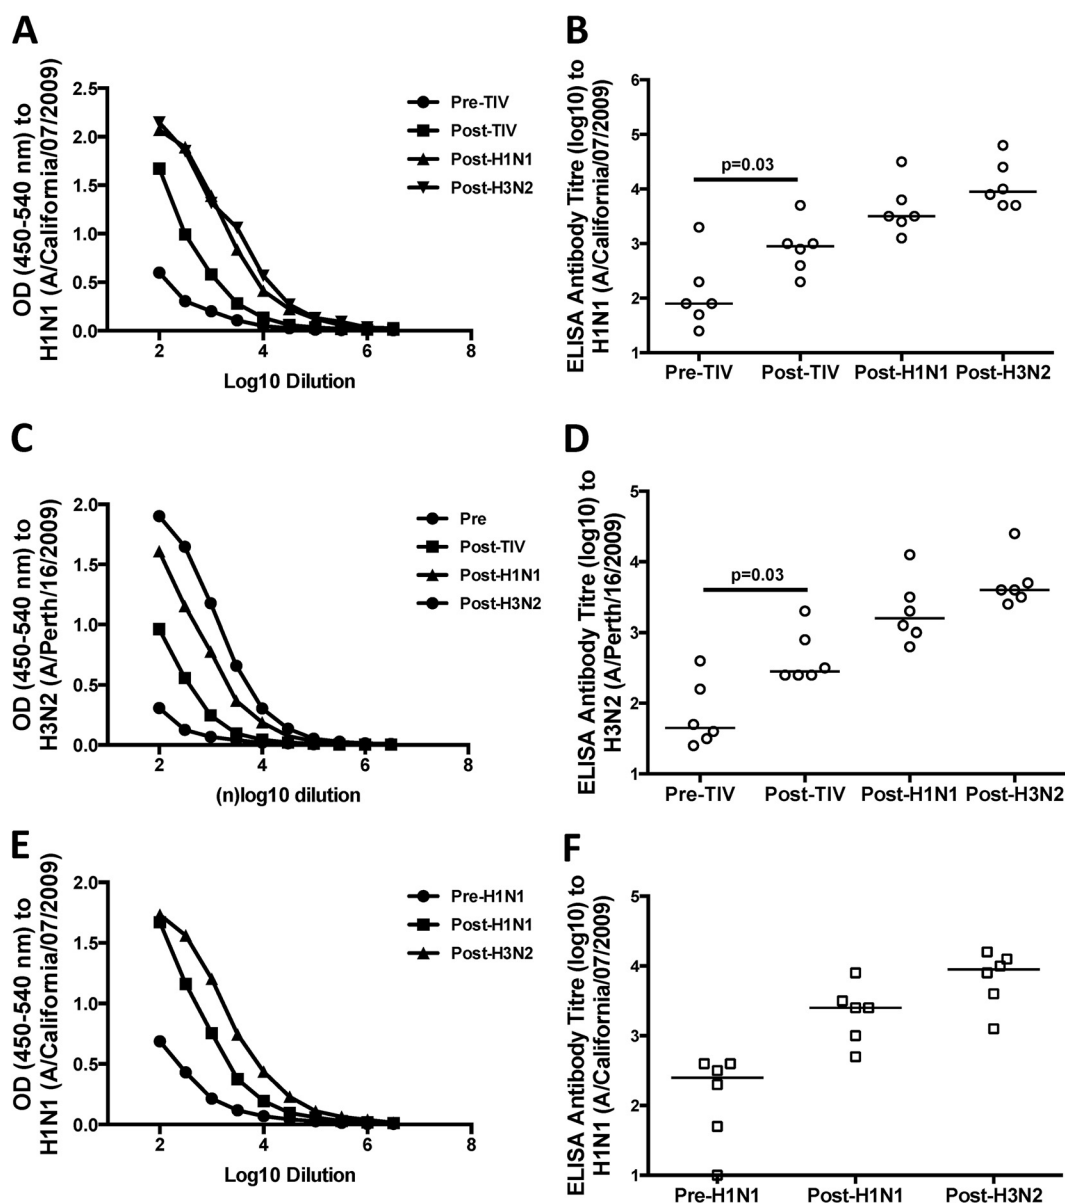 A
OD (450-540 nm) to
H1N1 (A/California/07/2009)
2.5
2.0
1.5
1.0
0.5
0.0
2
4
6
8
Log10 Dilution
Pre-TIV
Post-TIV
Post-H1N1
Post-H3N2
B
ELISA Antibody Titre (log10) to
H1N1 (A/California/07/2009)
6
5
4
3
2
1
p=0.03
Pre-TIV
Post-TIV
Post-H1N1
Post-H3N2
C
OD (450-540 nm) to
H3N2 (A/Perth/16/2009)
2.0
1.5
1.0
0.5
0.0
2
4
6
8
(n)log10 dilution
Pre
Post-TIV
Post-H1N1
Post-H3N2
D
ELISA Antibody Titre (log10) to
H3N2 (A/Perth/16/2009)
5
4
3
2
1
p=0.03
Pre-TIV
Post-TIV
Post-H1N1
Post-H3N2
E
OD (450-540 nm) to
H1N1 (A/California/07/2009)
2.0
1.5
1.0
0.5
0.0
2
4
6
8
Log10 Dilution
Pre-H1N1
Post-H1N1
Post-H3N2
F
ELISA Antibody Titre (log10) to
H1N1 (A/California/07/2009)
5
4
3
2
1
Pre-H1N1
Post-H1N1
Post-H3N2